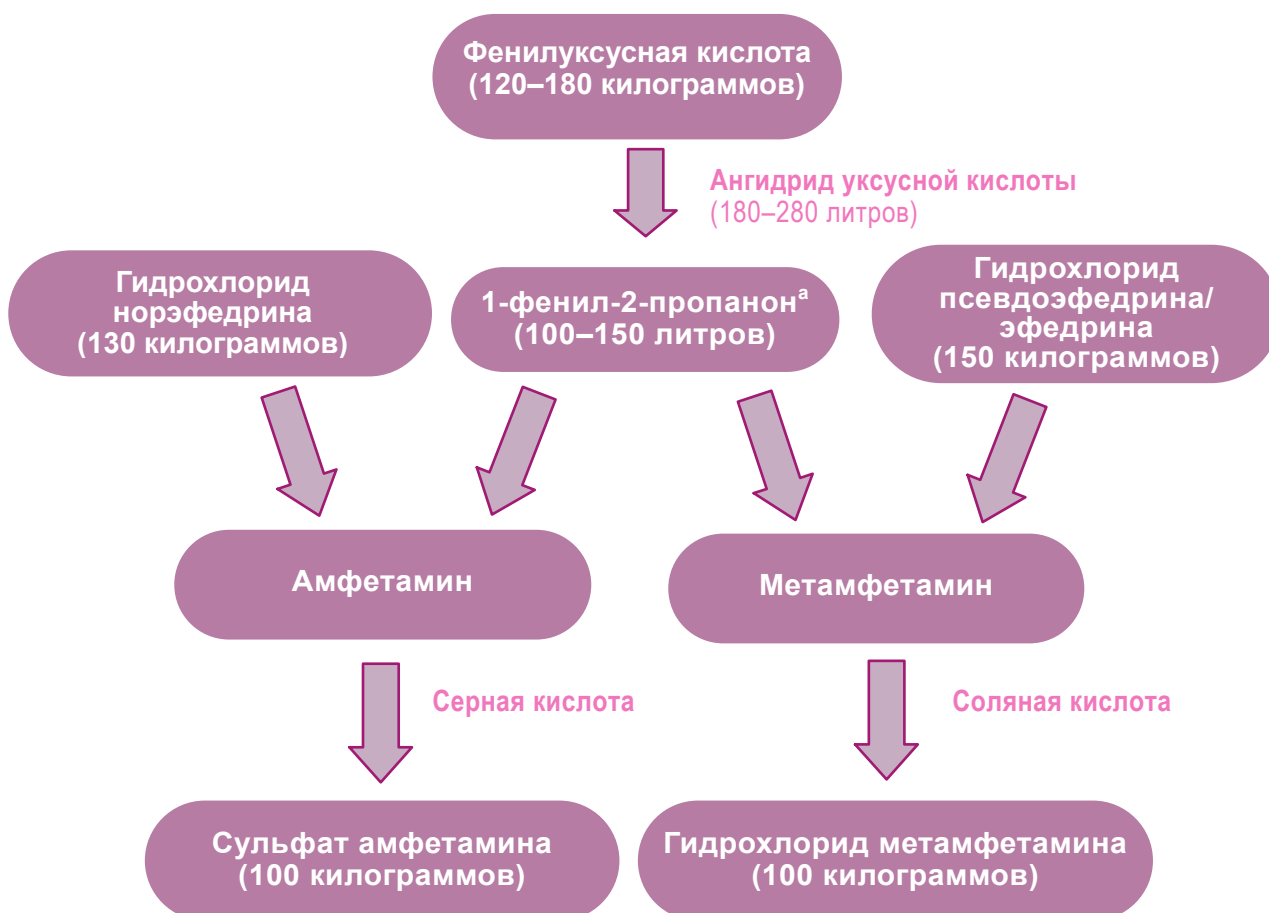 Фенилуксусная кислота
(120–180 килограммов)
Ангидрид уксусной кислоты
(180–280 литров)
Гидрохлорид
норэфедрина
(130 килограммов)
1-фенил-2-пропанонª
(100–150 литров)
Гидрохлорид
псевдоэфедрина/
эфедрина
(150 килограммов)
Амфетамин
Метамфетамин
Серная кислота
Соляная кислота
Сульфат амфетамина
(100 килограммов)
Гидрохлорид метамфетамина
(100 килограммов)